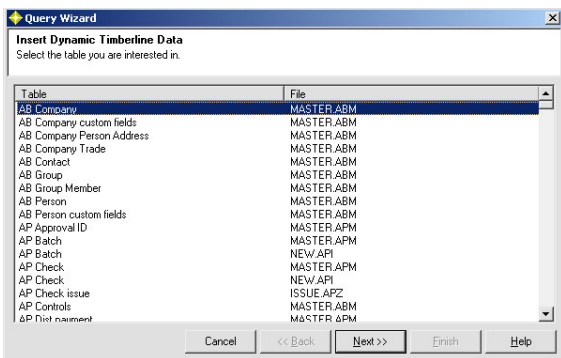 Query Wizard
Insert Dynamic Timberline Data
Select the table you are interested in.
Table File
AB Company MASTER.ABM
AB Company custom fields MASTER.ABM
AB Company Person Address MASTER.ABM
AB Company Trade MASTER.ABM
AB Contact MASTER.ABM
AB Group MASTER.ABM
AB Group Member MASTER.ABM
AB Person MASTER.ABM
AB Person custom fields MASTER.ABM
AP Approval ID MASTER.APM
AP Batch MASTER.APM
AP Batch NEW.API
AP Check MASTER.APM
AP Check NEW.API
AP Check issue ISSUE.APZ
AP Controls MASTER.ABM
AP Dist payment MASTER.APM
Cancel << Back Next >> Finish Help